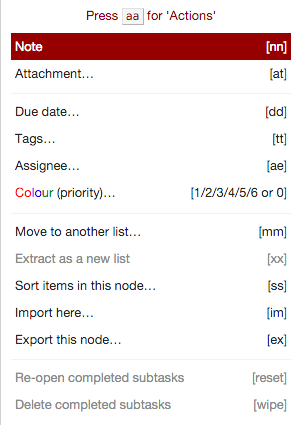 Press aa for 'Actions'
Note [nn]
Attachment… [at]
Due date… [dd]
Tags… [tt]
Assignee… [ae]
Colour (priority)… [1/2/3/4/5/6 or 0]
Move to another list… [mm]
Extract as a new list [xx]
Sort items in this node… [ss]
Import here… [im]
Export this node… [ex]
Re-open completed subtasks [reset]
Delete completed subtasks [wipe]